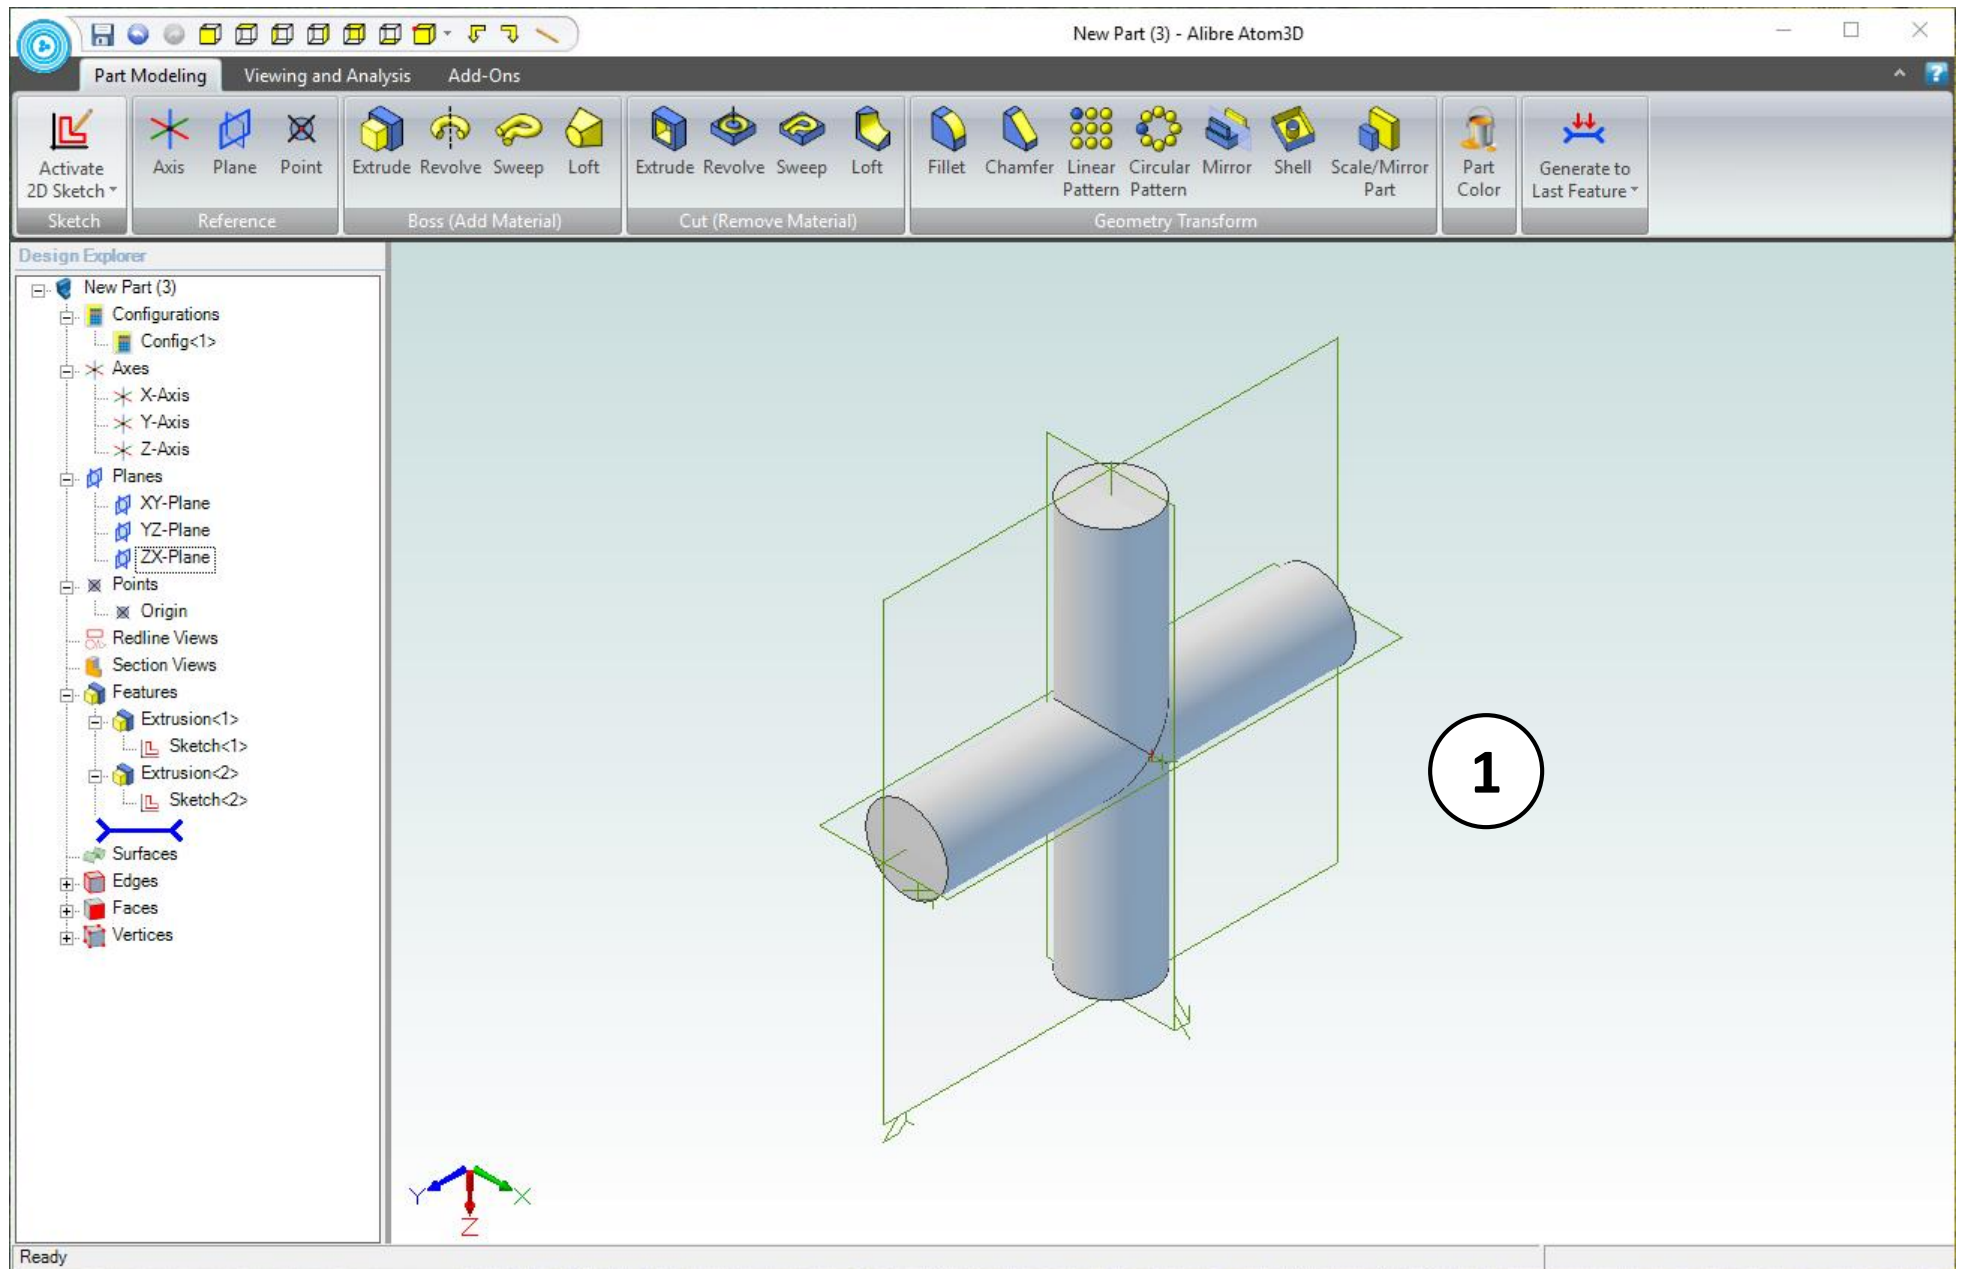 New Part (3) - Alibre Atom3D
Part Modeling Viewing and Analysis Add-Ons
Activate 2D Sketch
Axis Plane Point
Extrude Revolve Sweep Loft
Extrude Revolve Sweep Loft
Fillet Chamfer Linear Pattern Circular Pattern Mirror Shell Scale/Mirror Part
Part Color
Generate to Last Feature
Sketch Reference Boss (Add Material) Cut (Remove Material) Geometry Transform
Design Explorer
New Part (3)
Configurations
Config<1>
Axes
X-Axis
Y-Axis
Z-Axis
Planes
XY-Plane
YZ-Plane
ZX-Plane
Points
Origin
Redline Views
Section Views
Features
Extrusion<1>
Sketch<1>
Extrusion<2>
Sketch<2>
Surfaces
Edges
Faces
Vertices
1
Y X
Z
Ready